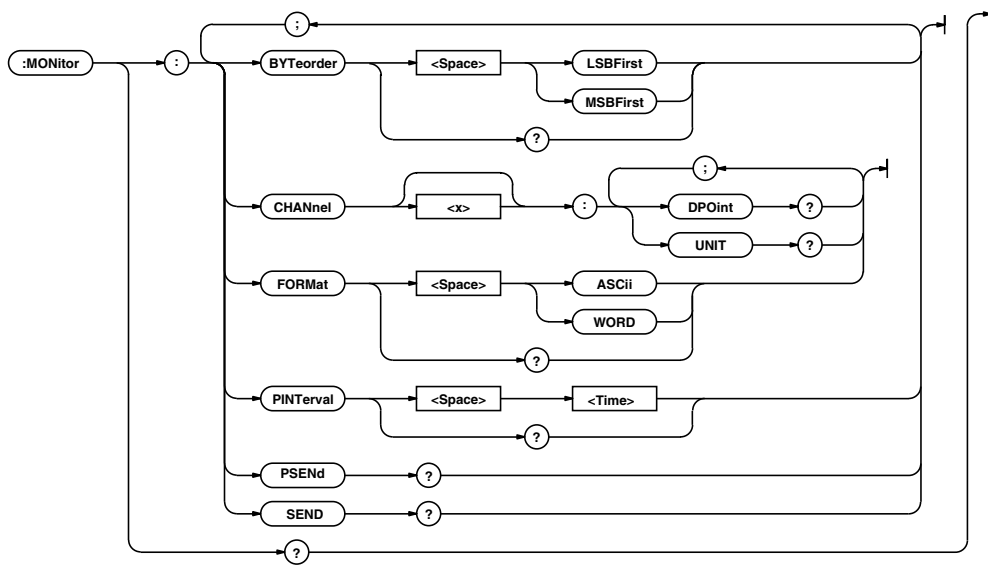 ;
:MONitor : BYTeorder <Space> LSBFirst
MSBFirst
?
;
CHANnel <x> : DPOint ?
UNIT ?
FORMat <Space> ASCii
WORD
?
PINTerval <Space> <Time>
?
PSENd ?
SEND ?
?